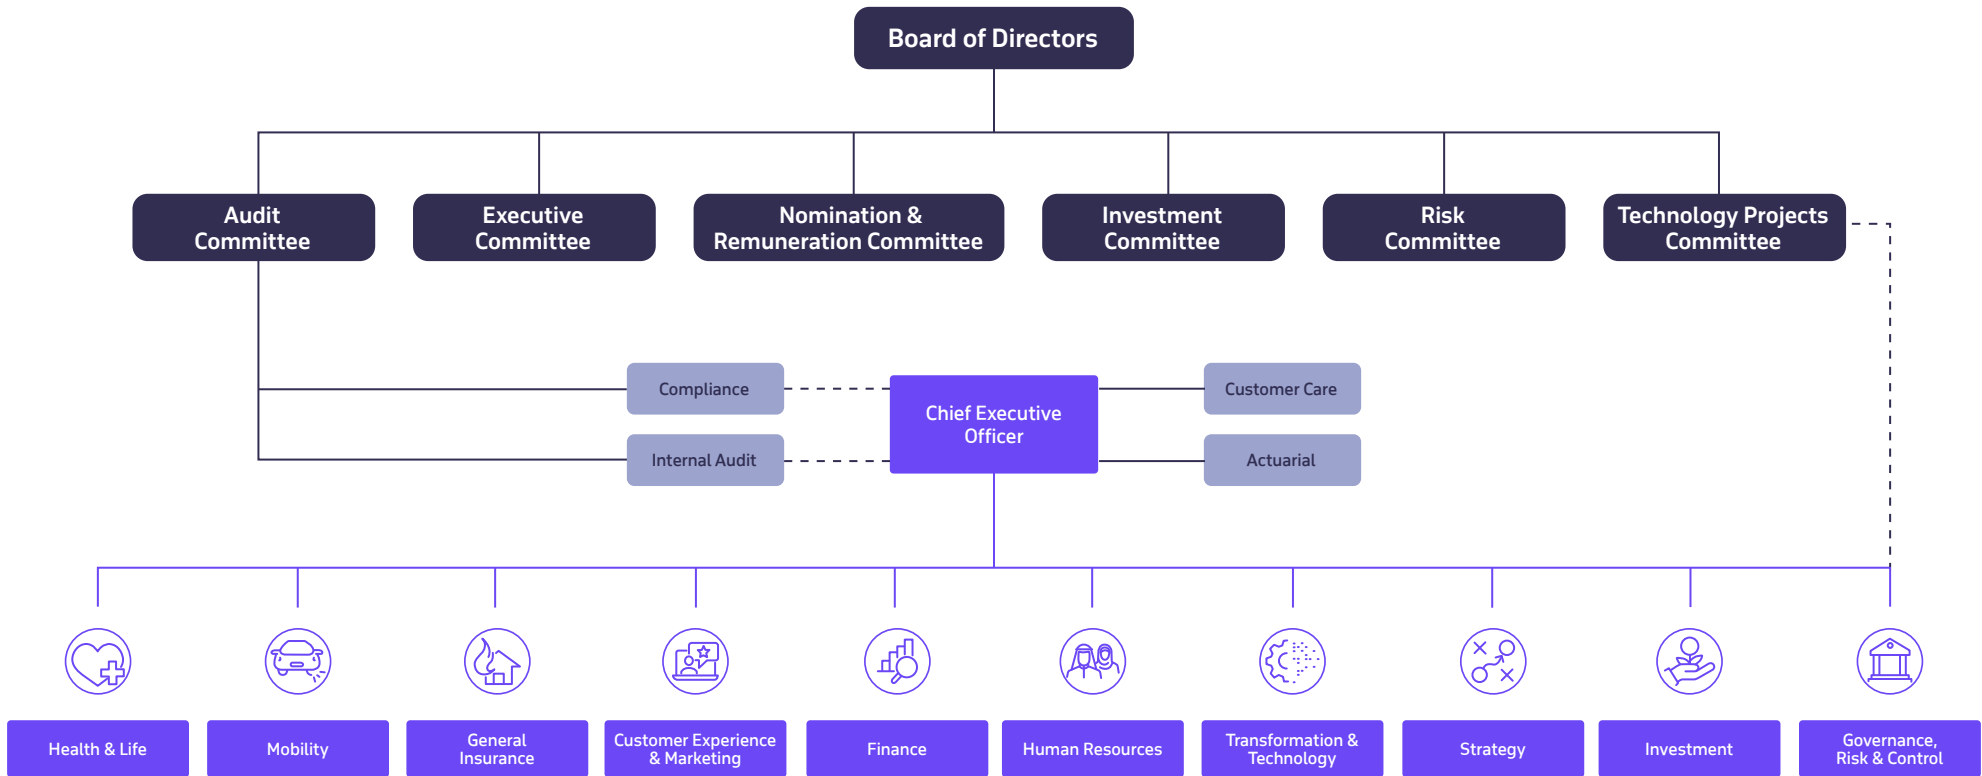 Board of Directors
Audit
Committee
Executive
Committee
Nomination &
Remuneration Committee
Investment
Committee
Risk
Committee
Technology Projects
Committee
Compliance
Internal Audit
Chief Executive
Officer
Customer Care
Actuarial
Health & Life
Mobility
General
Insurance
Customer Experience
& Marketing
Finance
Human Resources
Transformation &
Technology
Strategy
Investment
Governance,
Risk & Control